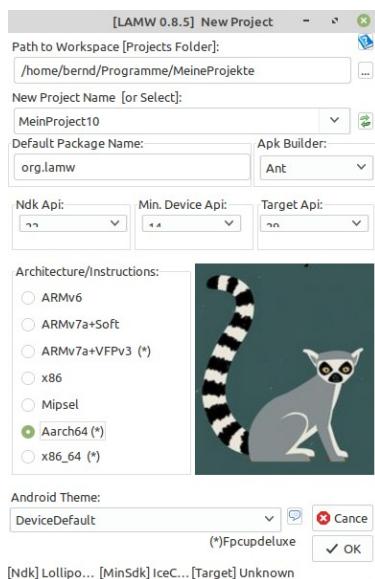 [LAMW 0.8.5] New Project
Path to Workspace [Projects Folder]:
/home/bernd/Programme/MeineProjekte
...
New Project Name [or Select]:
MeinProject10
Default Package Name:
Apk Builder:
org.lamw
Ant
Ndk Api:
Min. Device Api:
Target Api:
Architecture/Instructions:
ARMv6
ARMv7a+Soft
ARMv7a+VFPv3 (*)
x86
Mipsel
Aarch64 (*)
x86_64 (*)
Android Theme:
DeviceDefault
Cance
(*)Fpcupdeluxe
OK
[Ndk] Lollipo... [MinSdk] IceC... [Target] Unknown